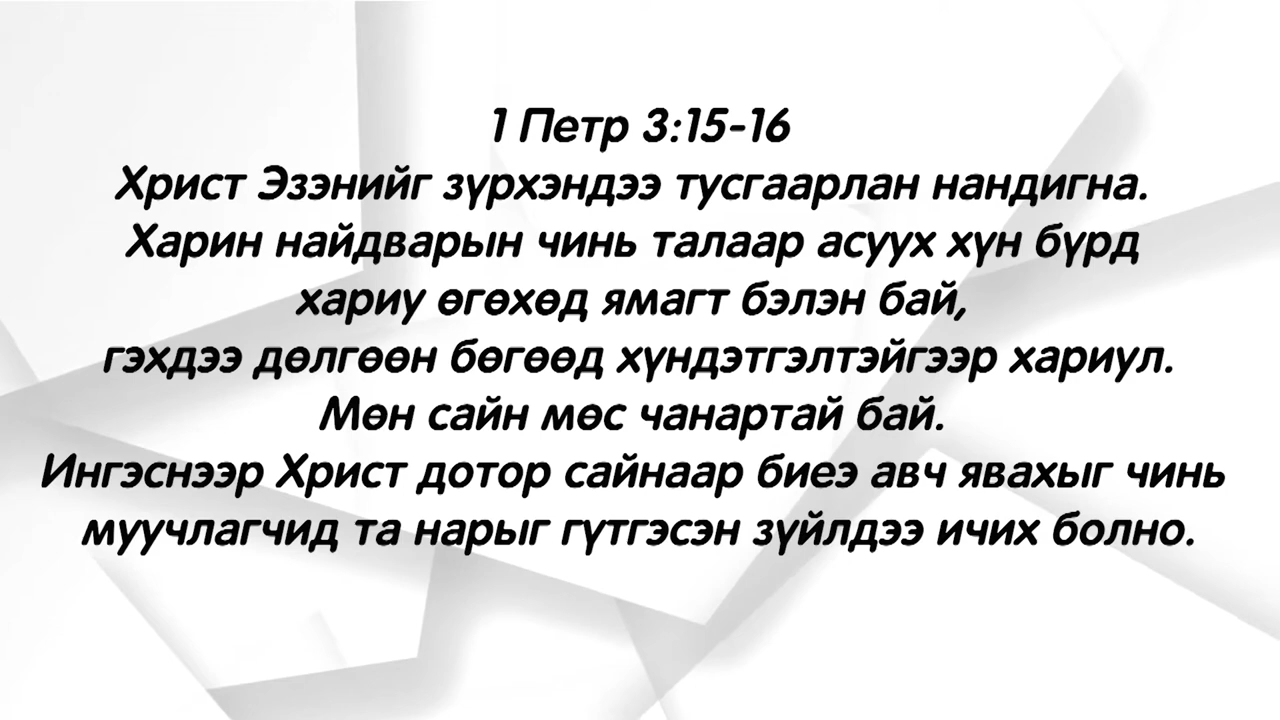 1 Петр 3:15-16
Христ Эзэнийг зүрхэндээ тусгаарлан нандигна.
Харин найдварын чинь талаар асуух хүн бүрд
хариу өгөхөд ямагт бэлэн бай,
гэхдээ дөлгөөн бөгөөд хүндэтгэлтэйгээр хариул.
Мөн сайн мөс чанартай бай.
Ингэснээр Христ дотор сайнаар биеэ авч явахыг чинь
муучлагчид та нарыг гүтгэсэн зүйлдээ ичих болно.